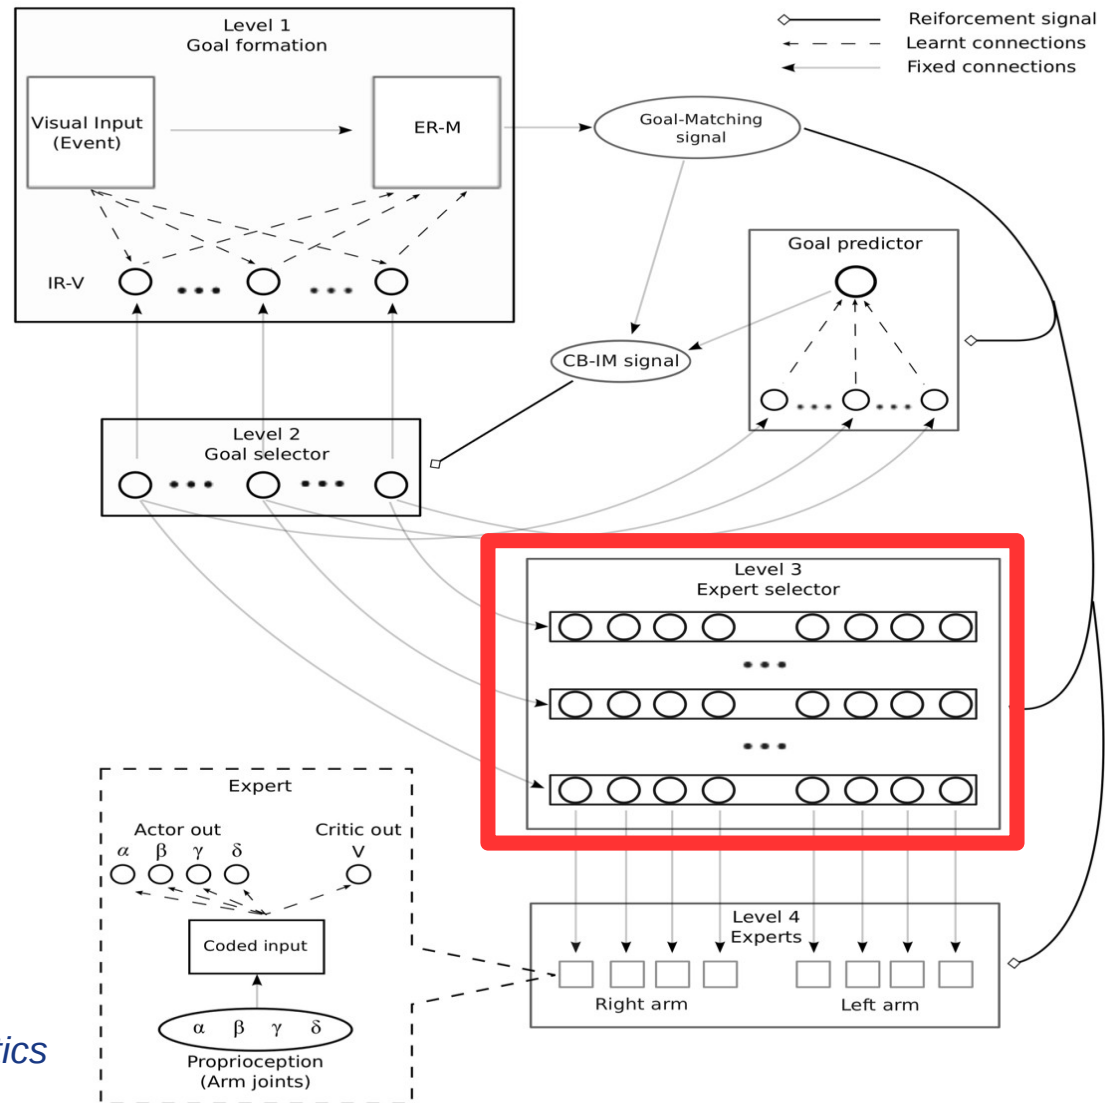 Level 1
Goal formation
Reiforcement signal
Learnt connections
Fixed connections
Visual Input
(Event)
ER-M
Goal-Matching
signal
IR-V
Goal predictor
CB-IM signal
Level 2
Goal selector
Level 3
Expert selector
Expert
Actor out
Critic out
α β γ δ
V
Coded input
α β γ δ
Proprioception
(Arm joints)
Level 4
Experts
Right arm
Left arm
tics